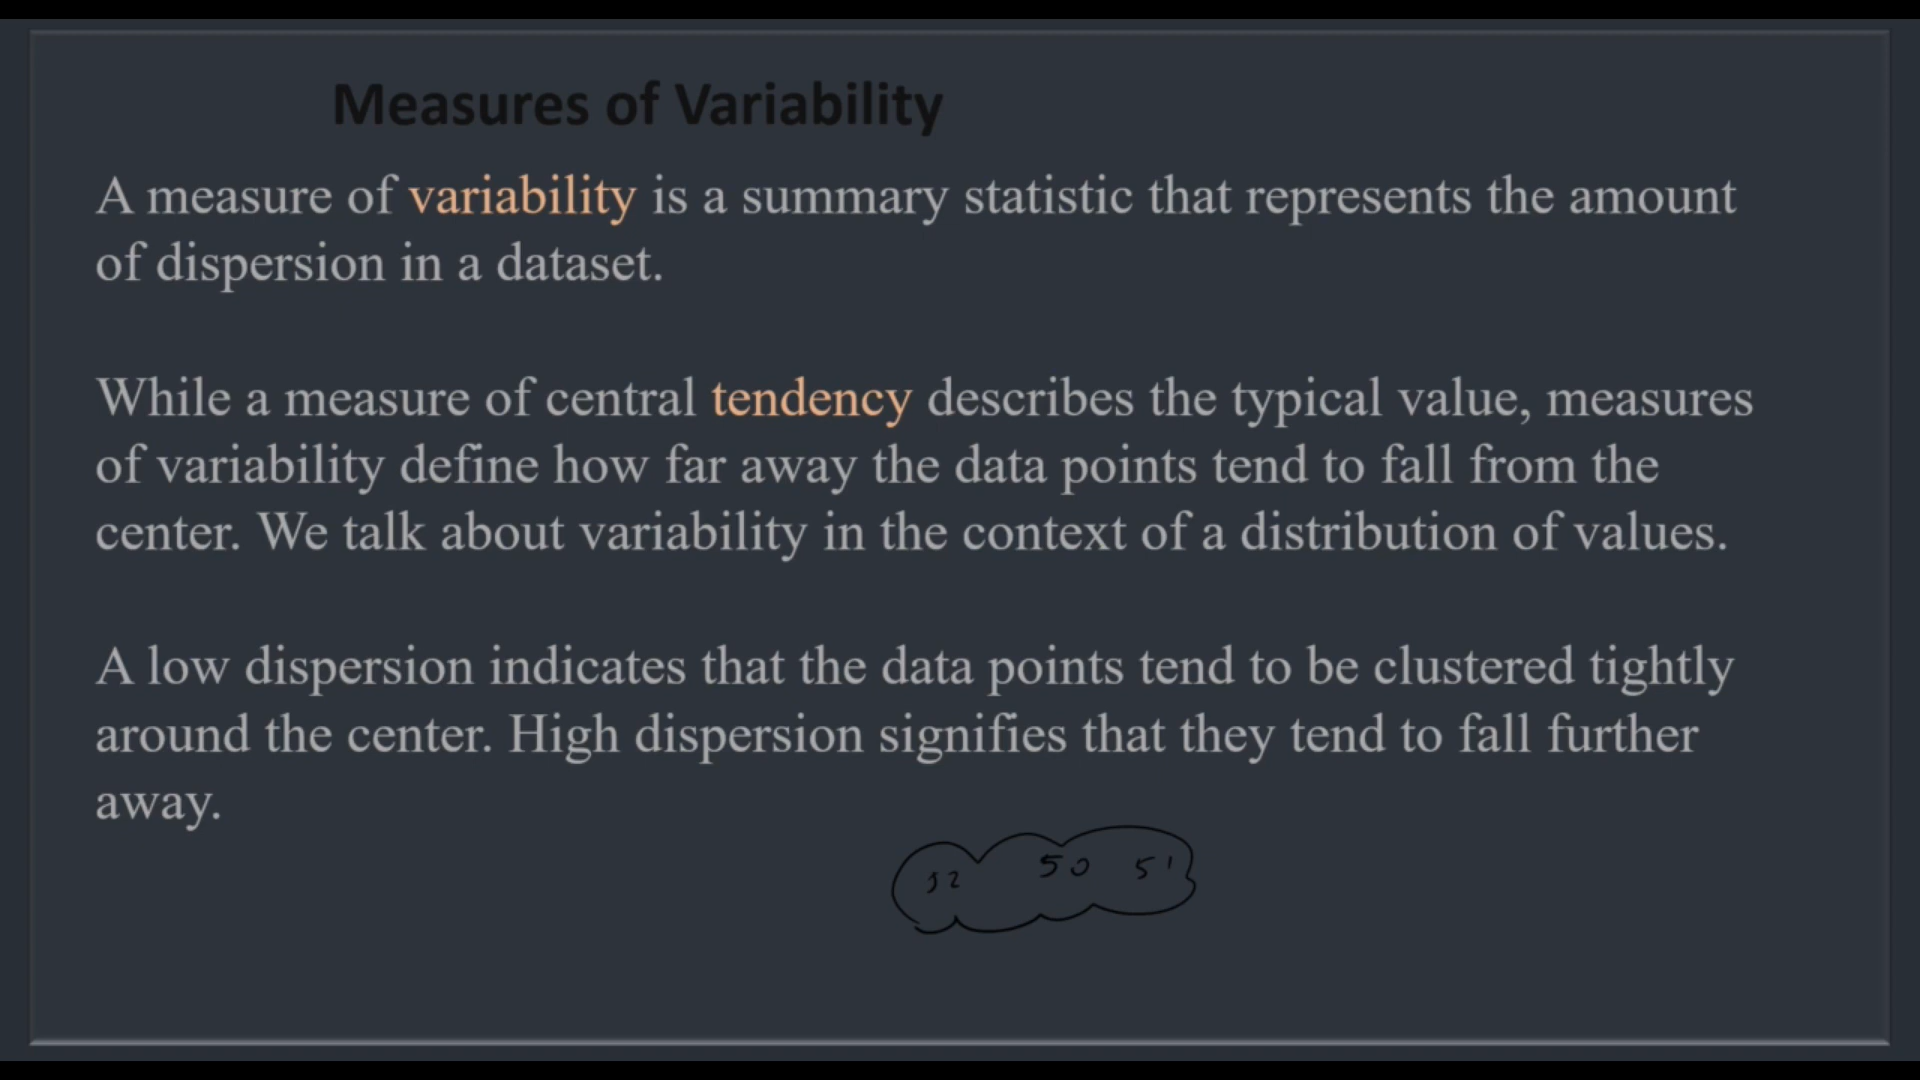 Measures of Variability
A measure of variability is a summary statistic that represents the amount
of dispersion in a dataset.
While a measure of central tendency describes the typical value, measures
of variability define how far away the data points tend to fall from the
center. We talk about variability in the context of a distribution of values.
A low dispersion indicates that the data points tend to be clustered tightly
around the center. High dispersion signifies that they tend to fall further
away.
50 51